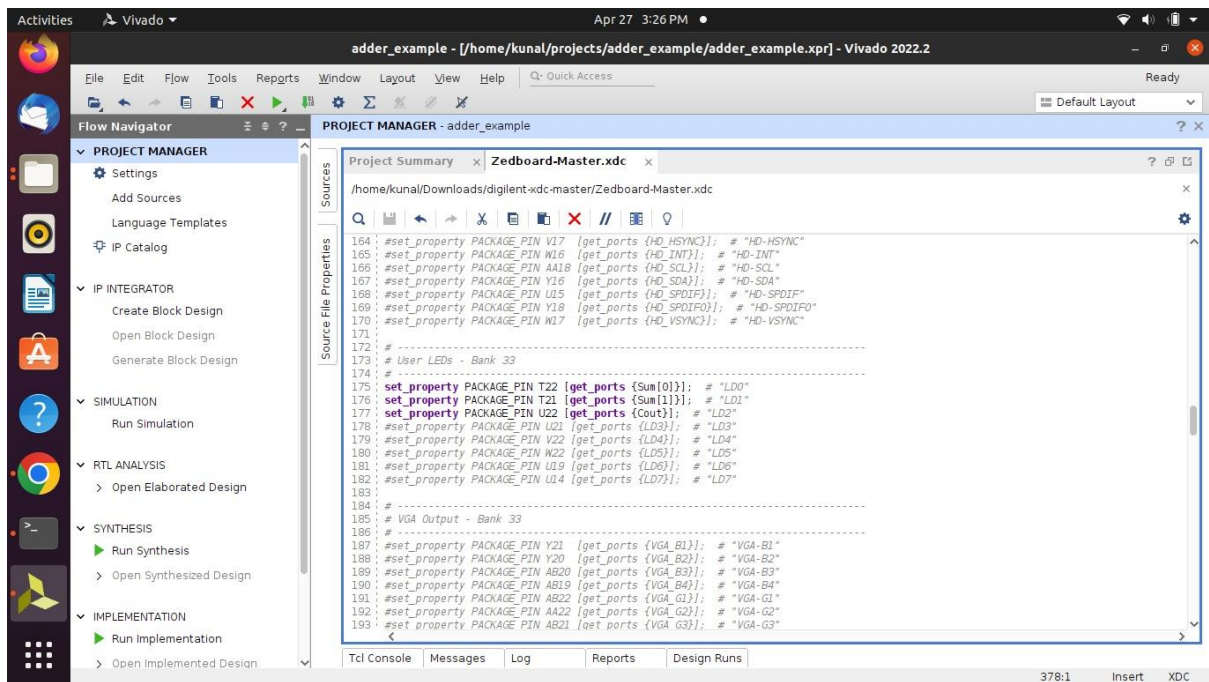 Activities Vivado Apr 27 3:26 PM
adder_example - [/home/kunal/projects/adder_example/adder_example.xpr] - Vivado 2022.2
File Edit Flow Tools Reports Window Layout View Help Q- Quick Access Ready
Default Layout
Flow Navigator PROJECT MANAGER - adder_example
PROJECT MANAGER
Settings
Add Sources
Language Templates
IP Catalog
IP INTEGRATOR
Create Block Design
Open Block Design
Generate Block Design
SIMULATION
Run Simulation
RTL ANALYSIS
Open Elaborated Design
SYNTHESIS
Run Synthesis
Open Synthesized Design
IMPLEMENTATION
Run Implementation
Open Implemented Design
Sources
Source File Properties
Project Summary Zedboard-Master.xdc
/home/kunal/Downloads/digilent-xdc-master/Zedboard-Master.xdc
164 #set_property PACKAGE_PIN V17 [get_ports {HD_HSYNC}]; # "HD-HSYNC"
165 #set_property PACKAGE_PIN W16 [get_ports {HD_INT}]; # "HD-INT"
166 #set_property PACKAGE_PIN AA18 [get_ports {HD_SCL}]; # "HD-SCL"
167 #set_property PACKAGE_PIN Y16 [get_ports {HD_SDA}]; # "HD-SDA"
168 #set_property PACKAGE_PIN U15 [get_ports {HD_SPDIF}]; # "HD-SPDIF"
169 #set_property PACKAGE_PIN Y18 [get_ports {HD_SPDIFO}]; # "HD-SPDIFO"
170 #set_property PACKAGE_PIN W17 [get_ports {HD_VSYNC}]; # "HD-VSYNC"
171
172 # ----------------------------------------------------------------------------
173 # User LEDs - Bank 33
174 # ----------------------------------------------------------------------------
175 set_property PACKAGE_PIN T22 [get_ports {Sum[0]}]; # "LD0"
176 set_property PACKAGE_PIN T21 [get_ports {Sum[1]}]; # "LD1"
177 set_property PACKAGE_PIN U22 [get_ports {Cout}]; # "LD2"
178 #set_property PACKAGE_PIN U21 [get_ports {LD3}]; # "LD3"
179 #set_property PACKAGE_PIN V22 [get_ports {LD4}]; # "LD4"
180 #set_property PACKAGE_PIN W22 [get_ports {LD5}]; # "LD5"
181 #set_property PACKAGE_PIN U19 [get_ports {LD6}]; # "LD6"
182 #set_property PACKAGE_PIN U14 [get_ports {LD7}]; # "LD7"
183
184 # ----------------------------------------------------------------------------
185 # VGA Output - Bank 33
186 # ----------------------------------------------------------------------------
187 #set_property PACKAGE_PIN Y21 [get_ports {VGA_B1}]; # "VGA-B1"
188 #set_property PACKAGE_PIN Y20 [get_ports {VGA_B2}]; # "VGA-B2"
189 #set_property PACKAGE_PIN AB20 [get_ports {VGA_B3}]; # "VGA-B3"
190 #set_property PACKAGE_PIN AB19 [get_ports {VGA_B4}]; # "VGA-B4"
191 #set_property PACKAGE_PIN AB22 [get_ports {VGA_G1}]; # "VGA-G1"
192 #set_property PACKAGE_PIN AA22 [get_ports {VGA_G2}]; # "VGA-G2"
193 #set_property PACKAGE_PIN AB21 [get_ports {VGA_G3}]; # "VGA-G3"
Tcl Console Messages Log Reports Design Runs
378:1 Insert XDC